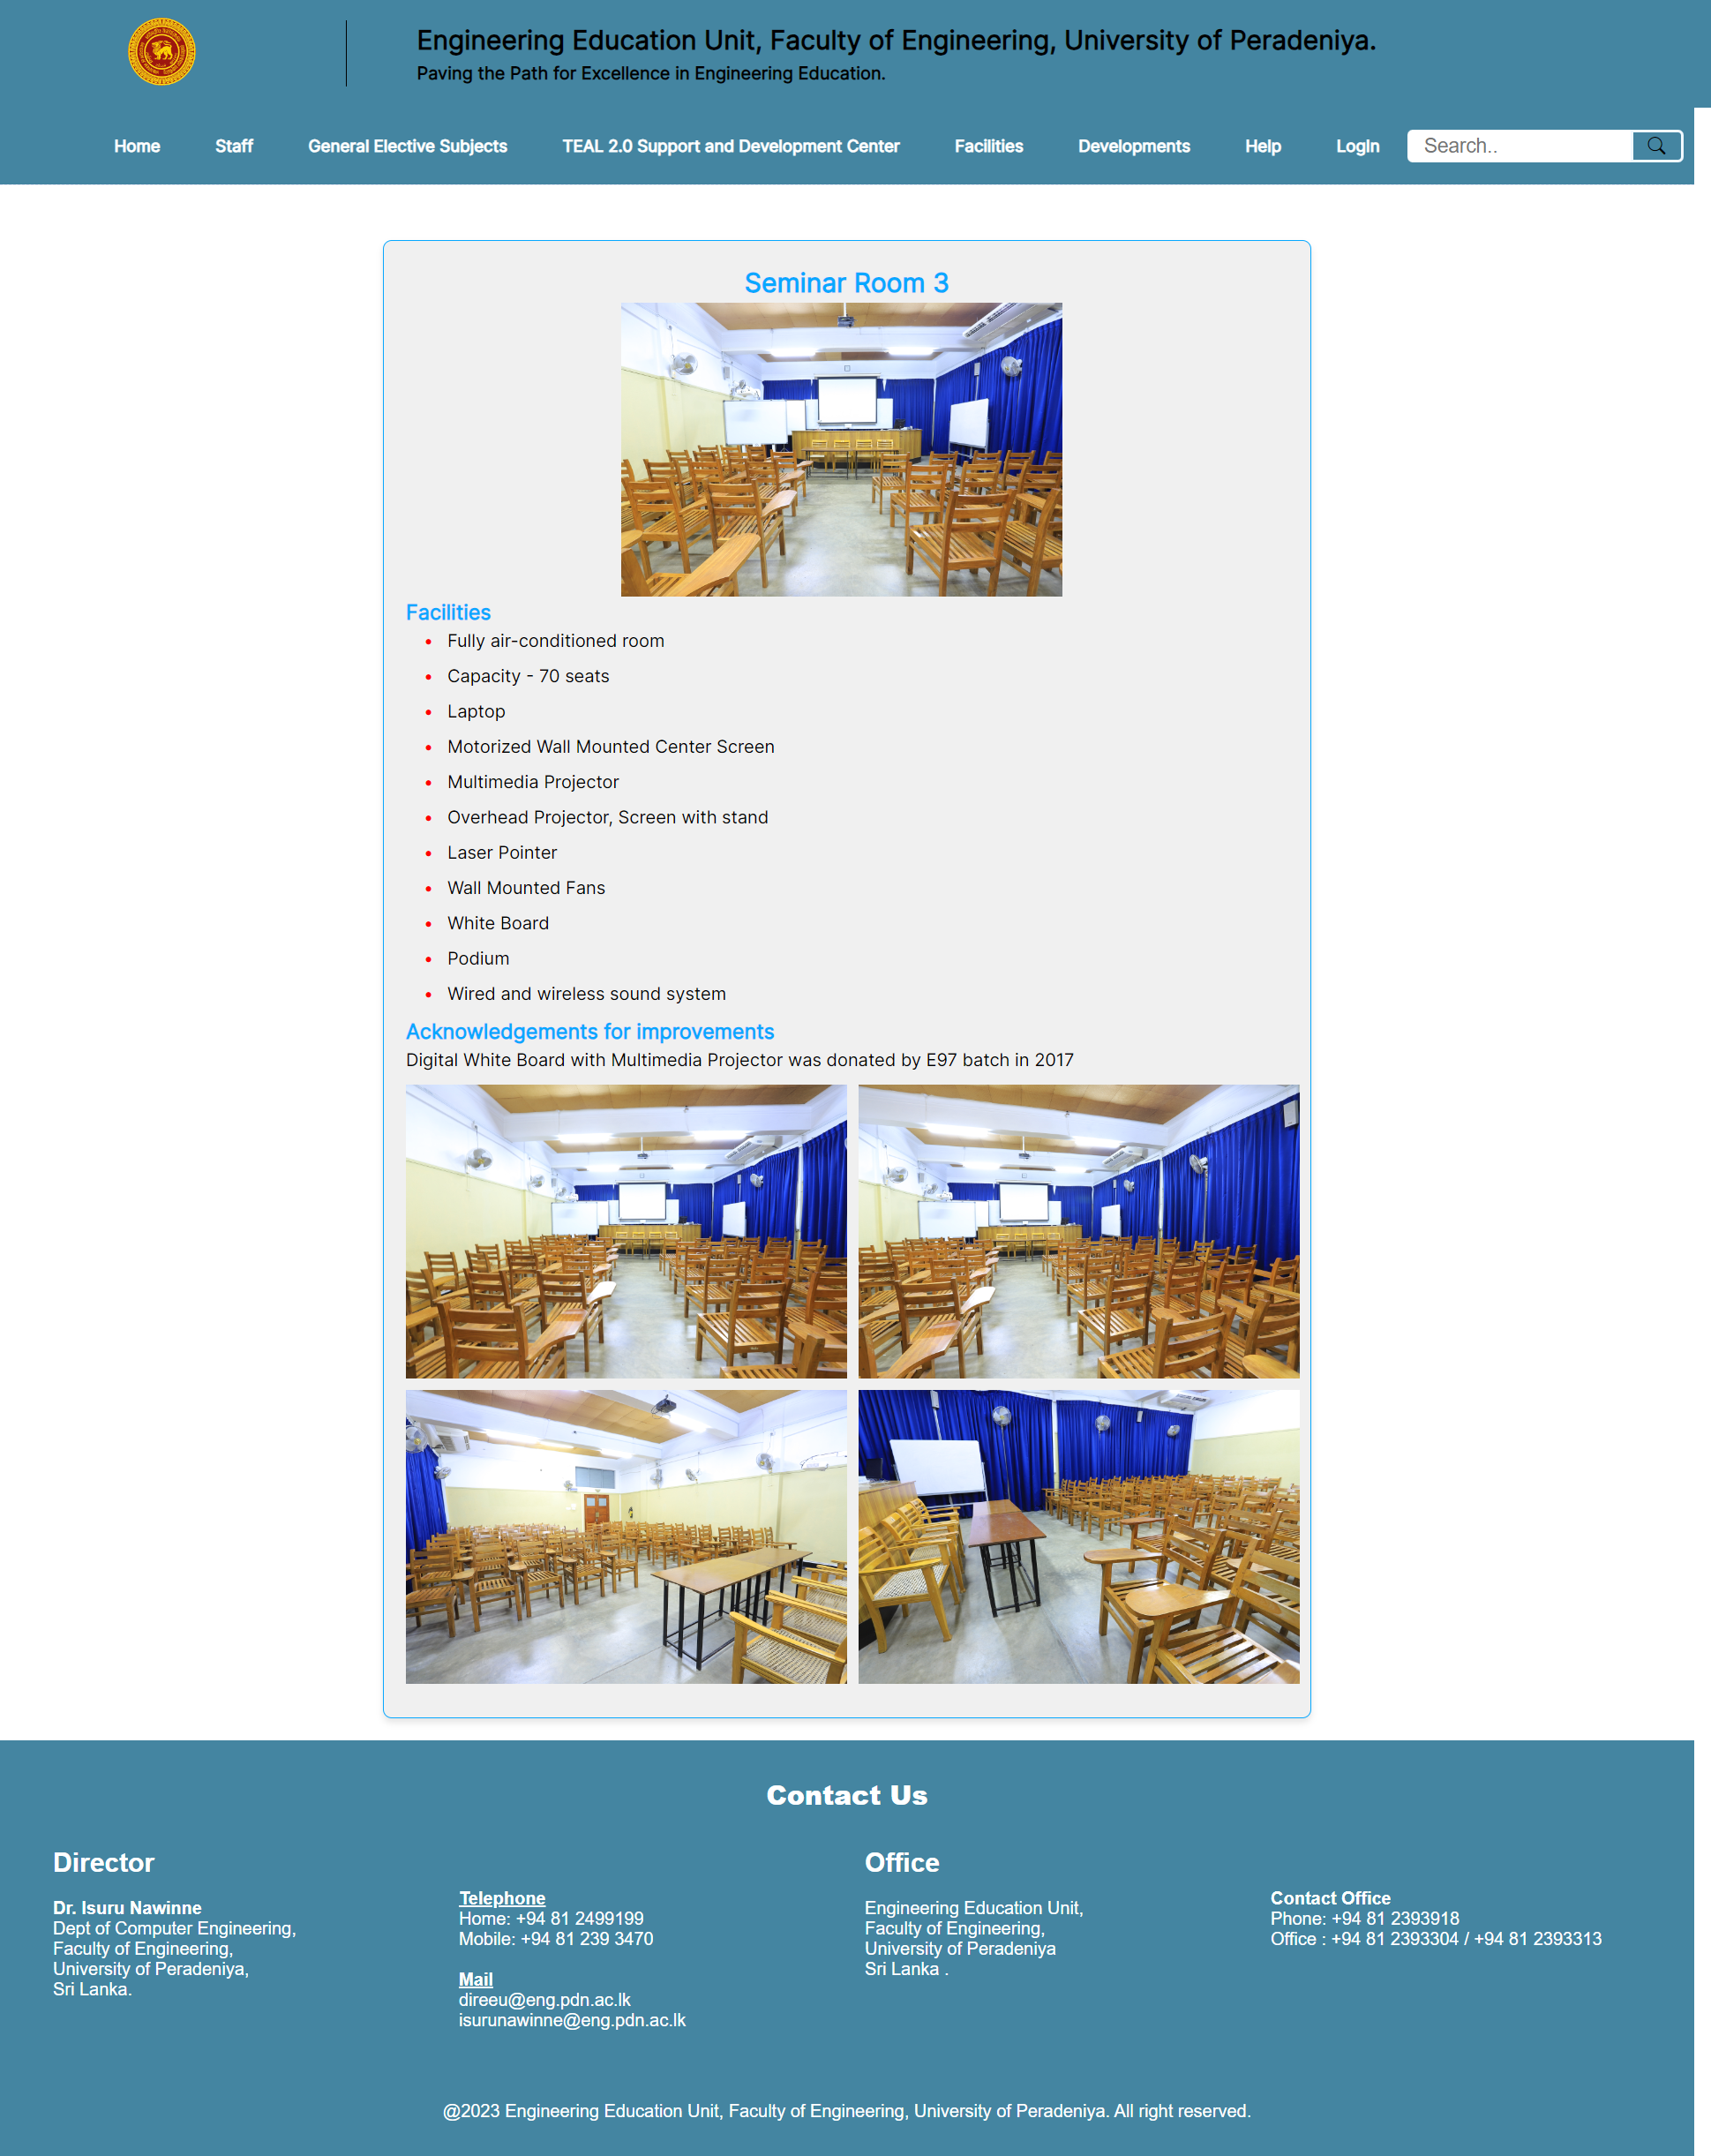 Engineering Education Unit, Faculty of Engineering, University of Peradeniya.
Paving the Path for Excellence in Engineering Education.
Home Staff General Elective Subjects TEAL 2.0 Support and Development Center Facilities Developments Help LogIn Search..
Seminar Room 3
Facilities
• Fully air-conditioned room
• Capacity - 70 seats
• Laptop
• Motorized Wall Mounted Center Screen
• Multimedia Projector
• Overhead Projector, Screen with stand
• Laser Pointer
• Wall Mounted Fans
• White Board
• Podium
• Wired and wireless sound system
Acknowledgements for improvements
Digital White Board with Multimedia Projector was donated by E97 batch in 2017
Contact Us
Director
Dr. Isuru Nawinne
Dept of Computer Engineering,
Faculty of Engineering,
University of Peradeniya,
Sri Lanka.
Telephone
Home: +94 81 2499199
Mobile: +94 81 239 3470
Mail
direeu@eng.pdn.ac.lk
isurunawinne@eng.pdn.ac.lk
Office
Engineering Education Unit,
Faculty of Engineering,
University of Peradeniya
Sri Lanka .
Contact Office
Phone: +94 81 2393918
Office : +94 81 2393304 / +94 81 2393313
@2023 Engineering Education Unit, Faculty of Engineering, University of Peradeniya. All right reserved.